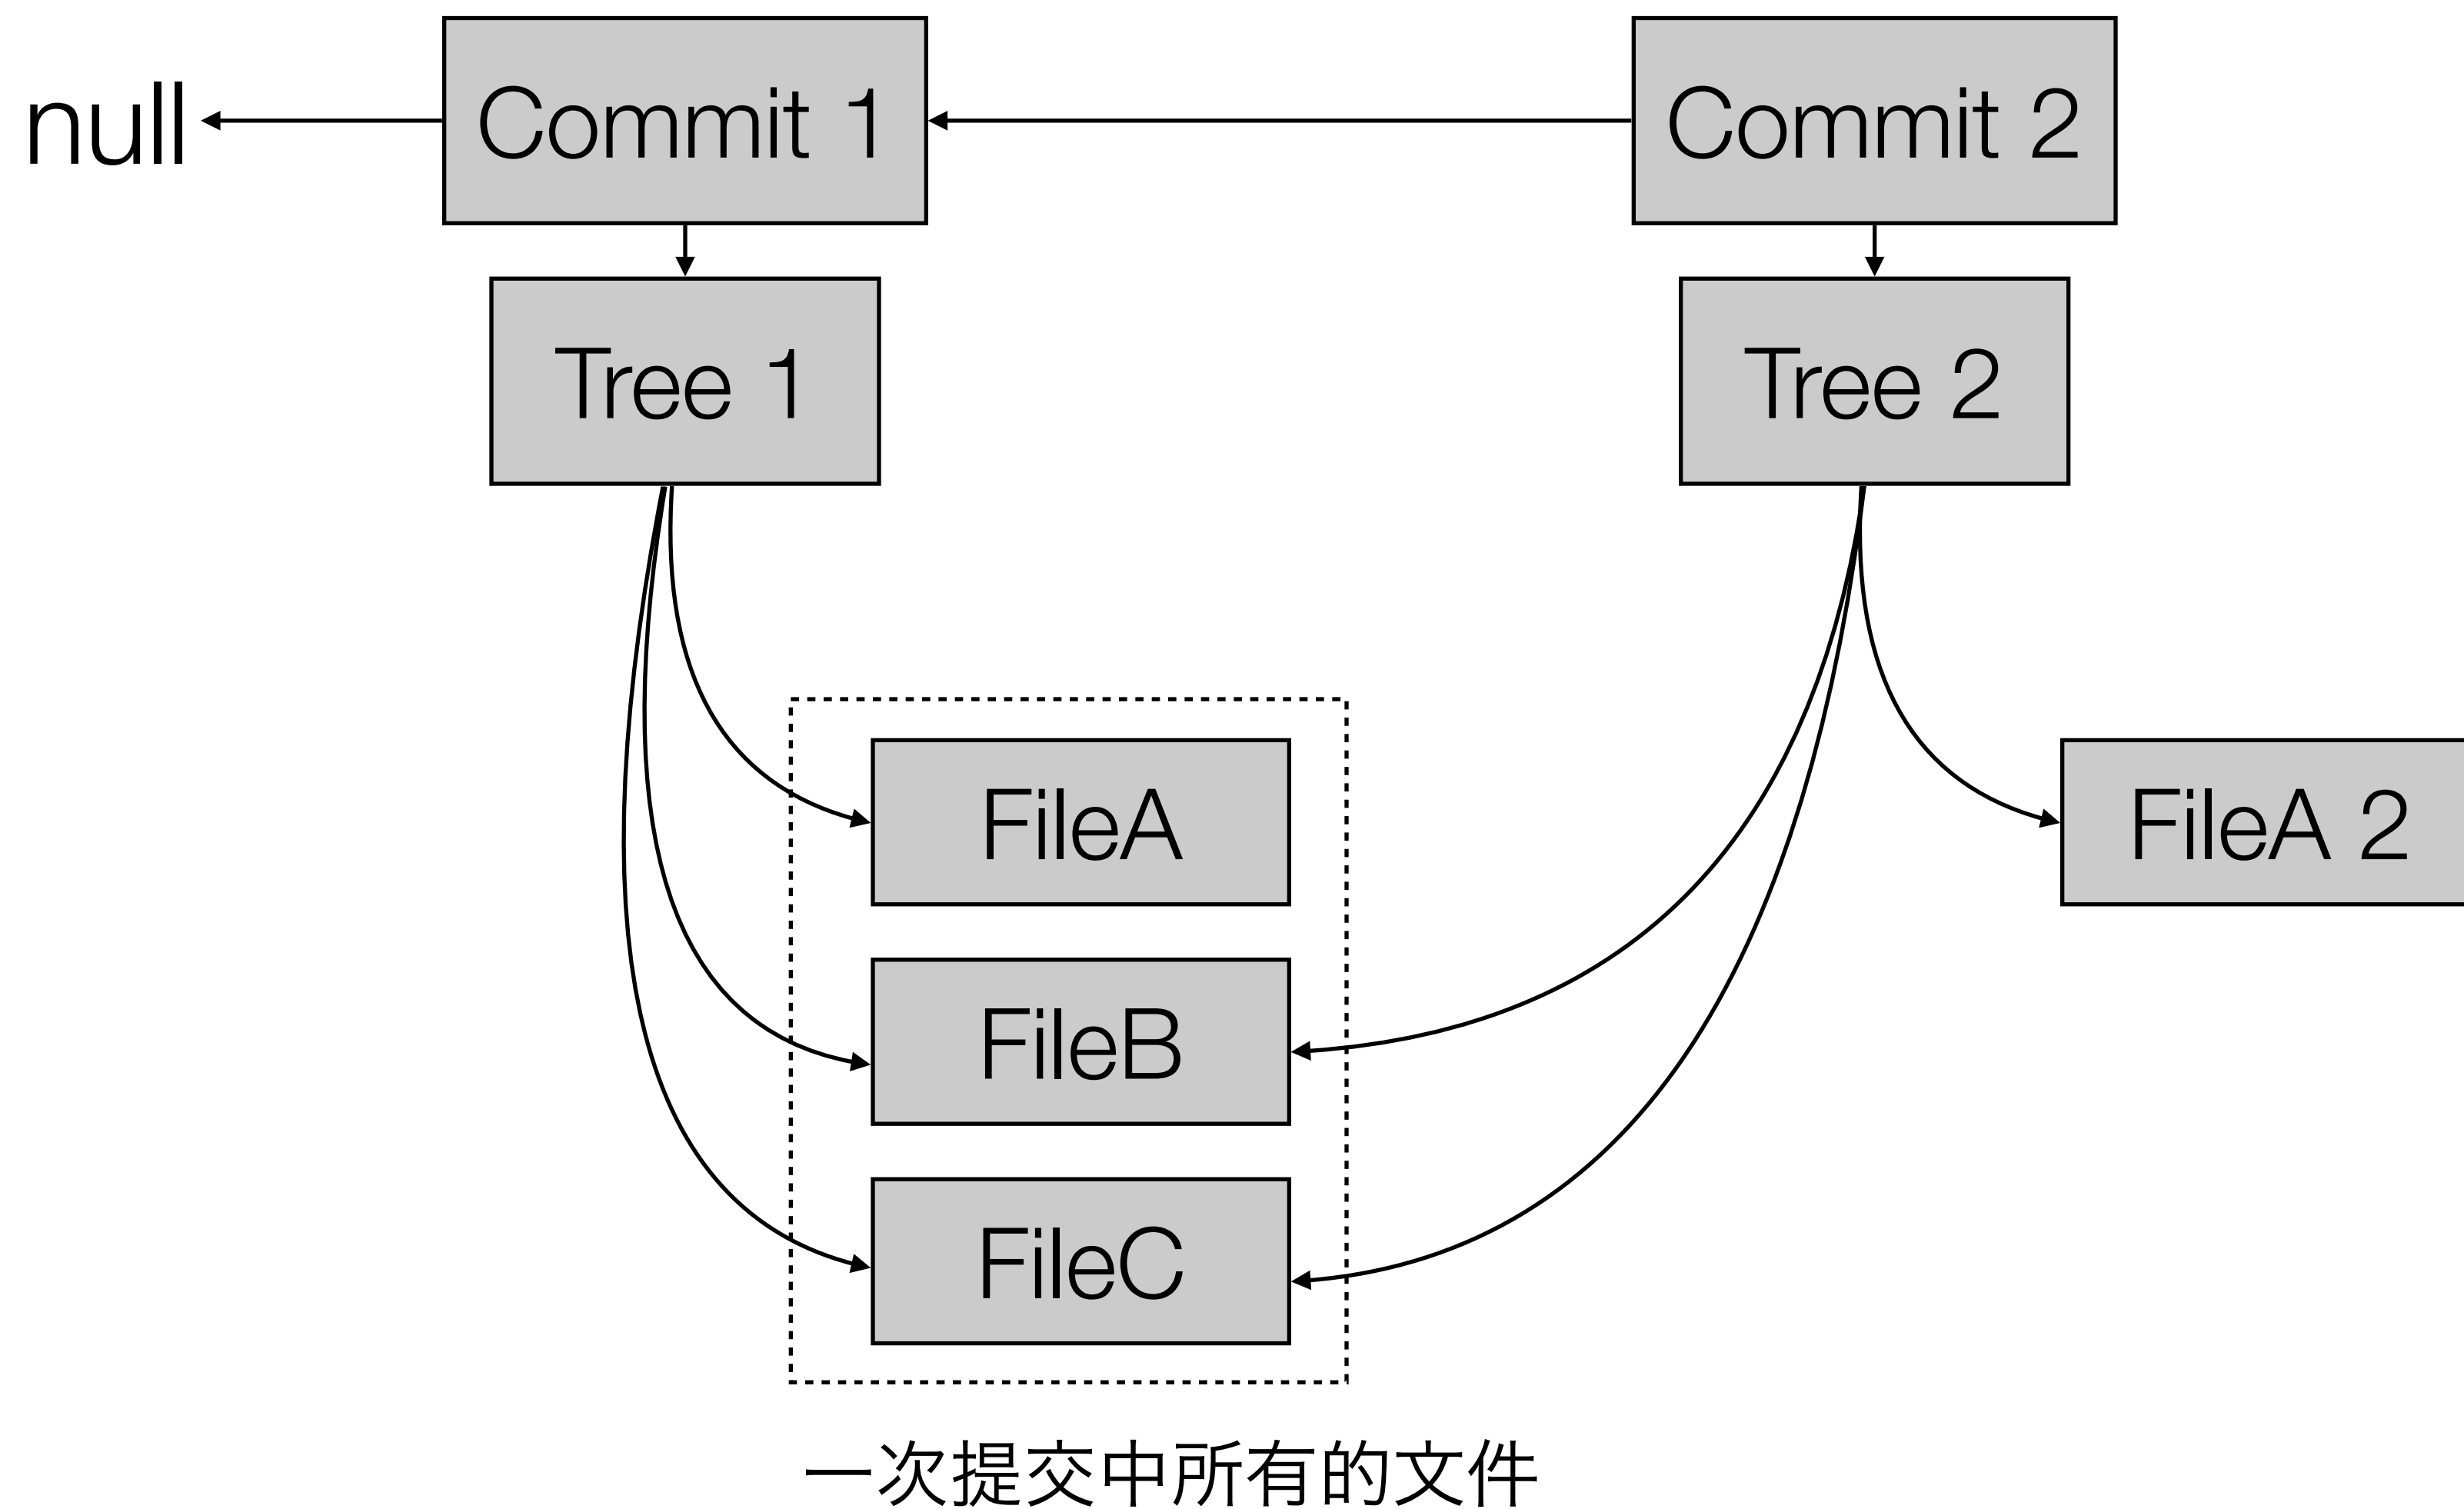 null
Commit 1
Commit 2
Tree 1
Tree 2
FileA
FileA 2
FileB
FileC
一次提交中所有的文件